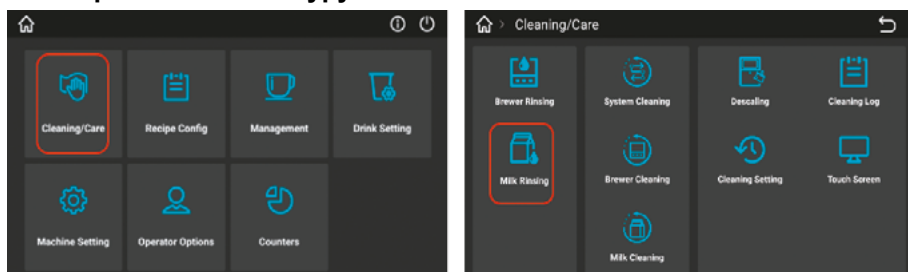 Cleaning/Care
Recipe Config
Management
Drink Setting
Machine Setting
Operator Options
Counters
> Cleaning/Care
Brewer Rinsing
System Cleaning
Descaling
Cleaning Log
Milk Rinsing
Brewer Cleaning
Cleaning Setting
Touch Screen
Milk Cleaning